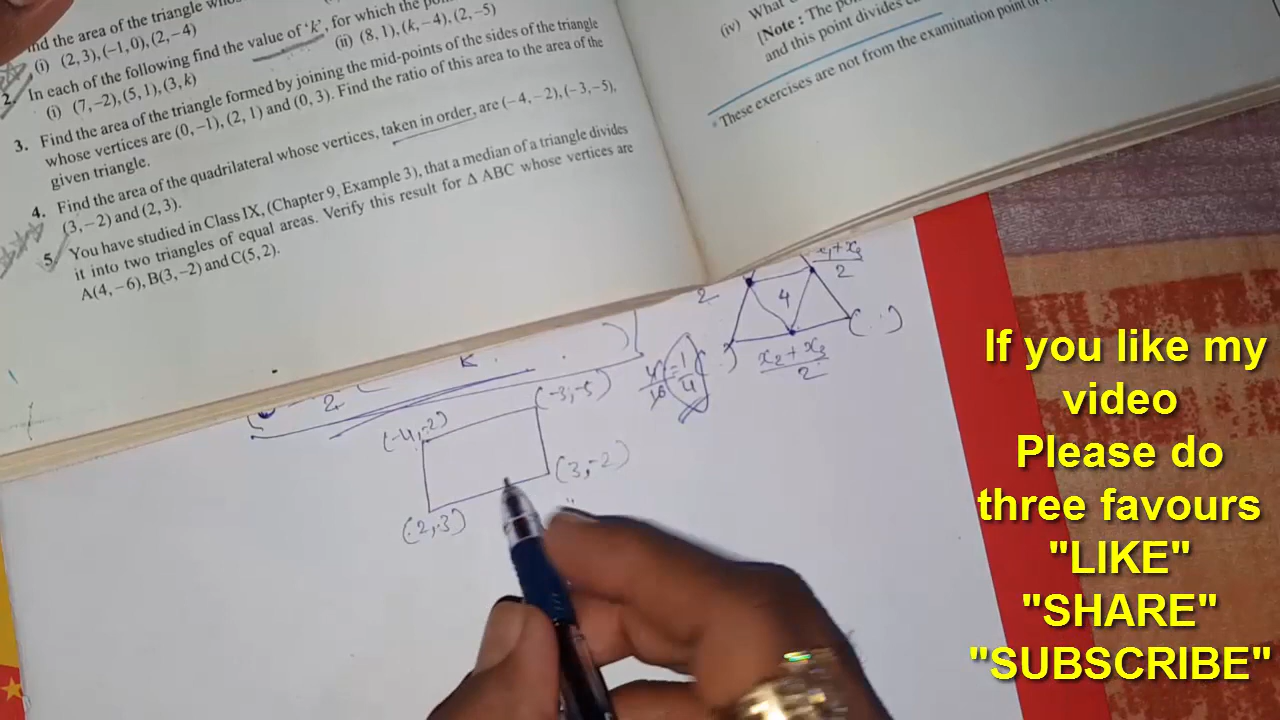 nd the area of the triangle
(i) (2, 3), (−1, 0), (2, −4)
2. In each of the following find the value of 'k', for which the
(i) (7, −2), (5, 1), (3, k) (ii) (8, 1), (k, −4), (2, −5)
3. Find the area of the triangle formed by joining the mid-points of the sides of the triangle
whose vertices are (0, −1), (2, 1) and (0, 3). Find the ratio of this area to the area of the
given triangle.
4. Find the area of the quadrilateral whose vertices, taken in order, are (−4, −2), (−3, −5),
(3, −2) and (2, 3).
5. You have studied in Class IX, (Chapter 9, Example 3), that a median of a triangle divides
it into two triangles of equal areas. Verify this result for Δ ABC whose vertices are
A(4, −6), B(3, −2) and C(5, 2).
(iv) What
[Note : The
and this point divides
* These exercises are not from the examination point of
2
4
2
( . . )
x₂ + x₃
2
K
2
(-4,-2)
(-3,-5)
(3,-2)
(2,3)
If you like my
video
Please do
three favours
"LIKE"
"SHARE"
"SUBSCRIBE"